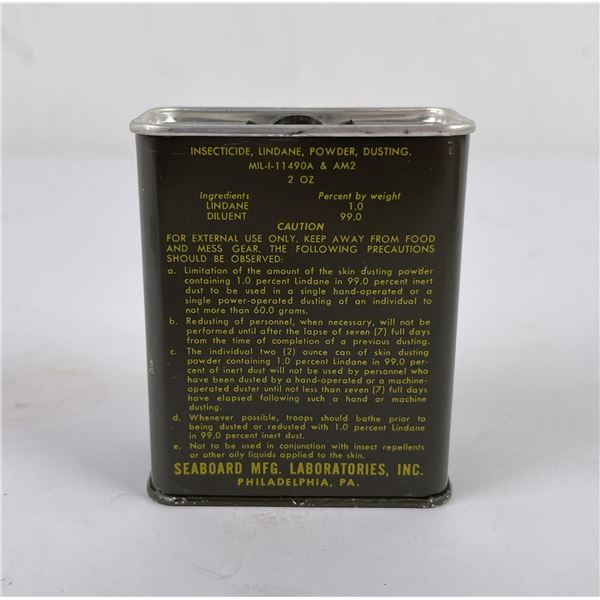 INSECTICIDE, LINDANE, POWDER, DUSTING.
MIL-I-11490A & AM2
2 OZ
Ingredients Percent by weight
LINDANE 1.0
DILUENT 99.0
CAUTION
FOR EXTERNAL USE ONLY. KEEP AWAY FROM FOOD
AND MESS GEAR. THE FOLLOWING PRECAUTIONS
SHOULD BE OBSERVED:
a. Limitation of the amount of the skin dusting powder
containing 1.0 percent Lindane in 99.0 percent inert
dust to be used in a single hand-operated or a
single power-operated dusting of an individual to
not more than 60.0 grams.
b. Redusting of personnel, when necessary, will not be
performed until after the lapse of seven (7) full days
from the time of completion of a previous dusting.
c. The individual two (2) ounce can of skin dusting
powder containing 1.0 percent Lindane in 99.0 per-
cent of inert dust will not be used by personnel who
have been dusted by a hand-operated or a machine-
operated duster until not less than seven (7) full days
have elapsed following such a hand or machine
dusting.
d. Whenever possible, troops should bathe prior to
being dusted or redusted with 1.0 percent Lindane
in 99.0 percent inert dust.
e. Not to be used in conjunction with insect repellents
or other oily liquids applied to the skin.
SEABOARD MFG. LABORATORIES, INC.
PHILADELPHIA, PA.